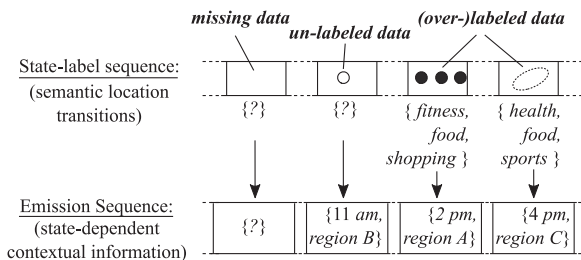 missing data
(over-)labeled data
un-labeled data
State-label sequence:
(semantic location
transitions)
{?}
{?}
{ fitness,
food,
shopping }
{ health,
food,
sports }
Emission Sequence:
(state-dependent
contextual information)
{?}
{11 am,
region B}
{2 pm,
region A}
{4 pm,
region C}